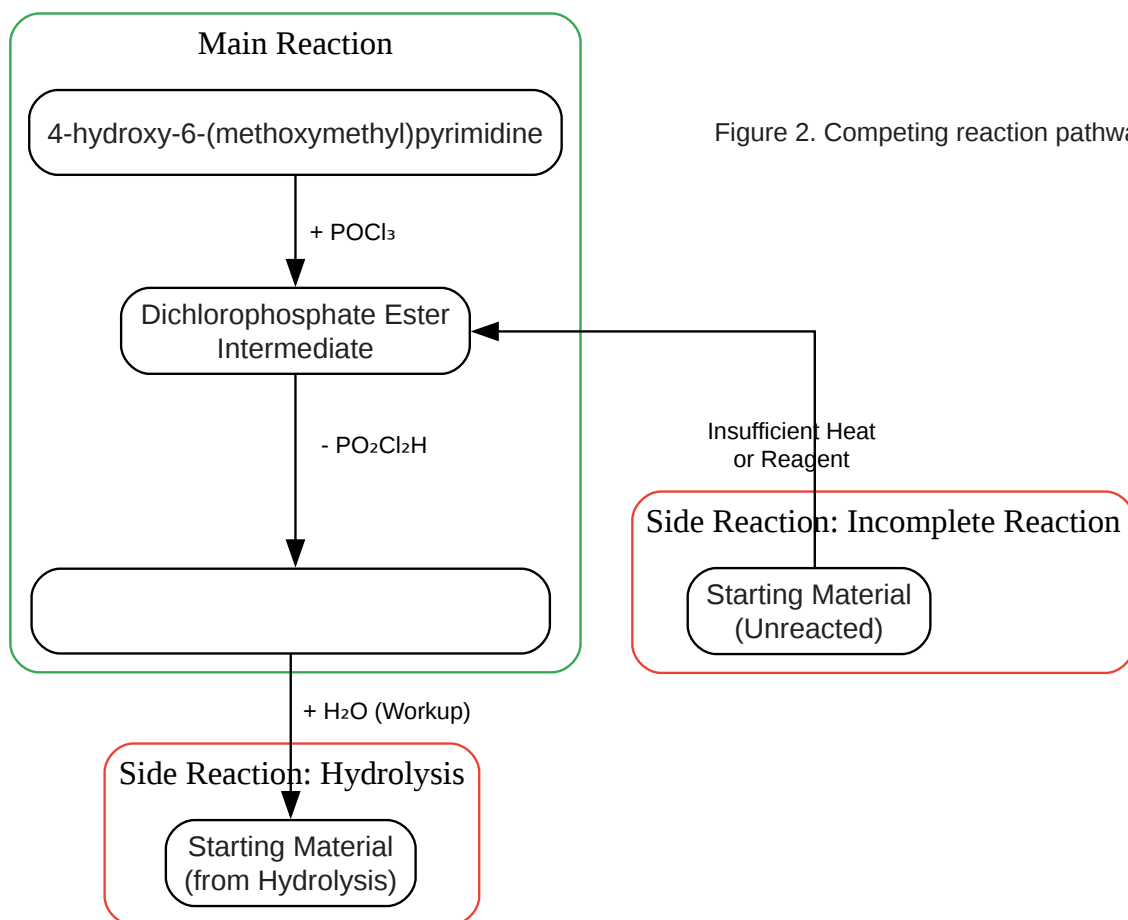 Main Reaction
4-hydroxy-6-(methoxymethyl)pyrimidine
Figure 2. Competing reaction
+ POCl₃
Dichlorophosphate Ester
Intermediate
- PO₂Cl₂H
Insufficient Heat
or Reagent
Side Reaction: Incomplete Reaction
Starting Material
(Unreacted)
+ H₂O (Workup)
Side Reaction: Hydrolysis
Starting Material
(from Hydrolysis)